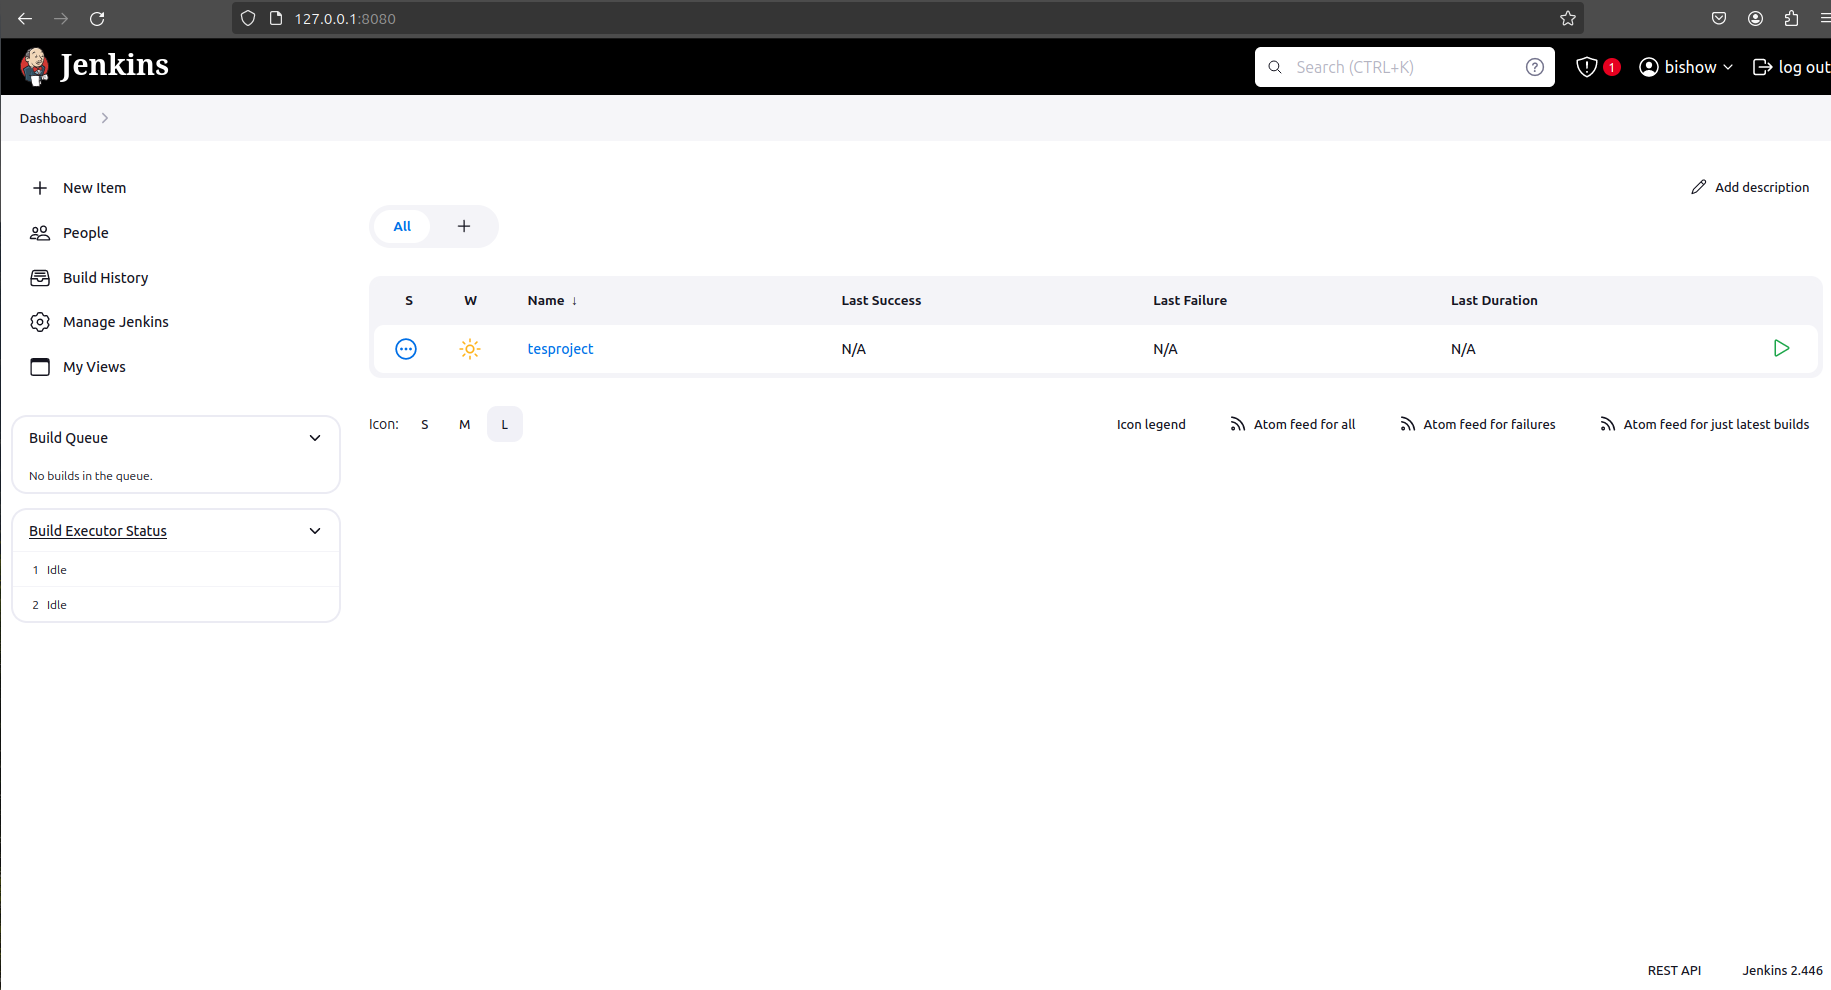 127.0.0.1:8080
Jenkins
Search (CTRL+K)
1
bishow
log out
Dashboard
New Item
People
Build History
Manage Jenkins
My Views
Build Queue
No builds in the queue.
Build Executor Status
1 Idle
2 Idle
Add description
All +
S W Name ↓ Last Success Last Failure Last Duration
tesproject N/A N/A N/A
Icon: S M L
Icon legend Atom feed for all Atom feed for failures Atom feed for just latest builds
REST API Jenkins 2.446